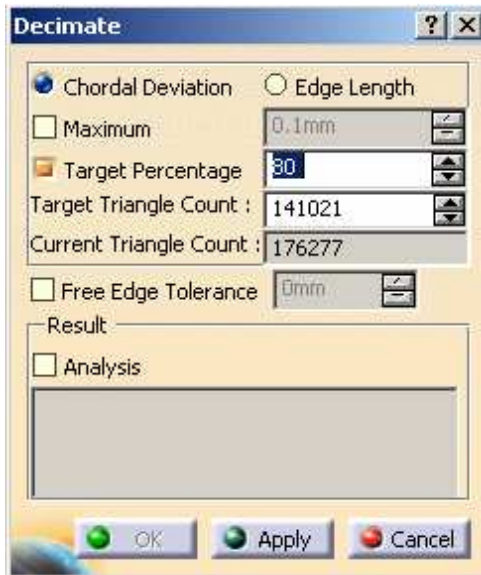 Decimate ? ×
Chordal Deviation Edge Length
Maximum 0.1mm
Target Percentage 80
Target Triangle Count : 141021
Current Triangle Count : 176277
Free Edge Tolerance 0mm
Result
Analysis
OK Apply Cancel